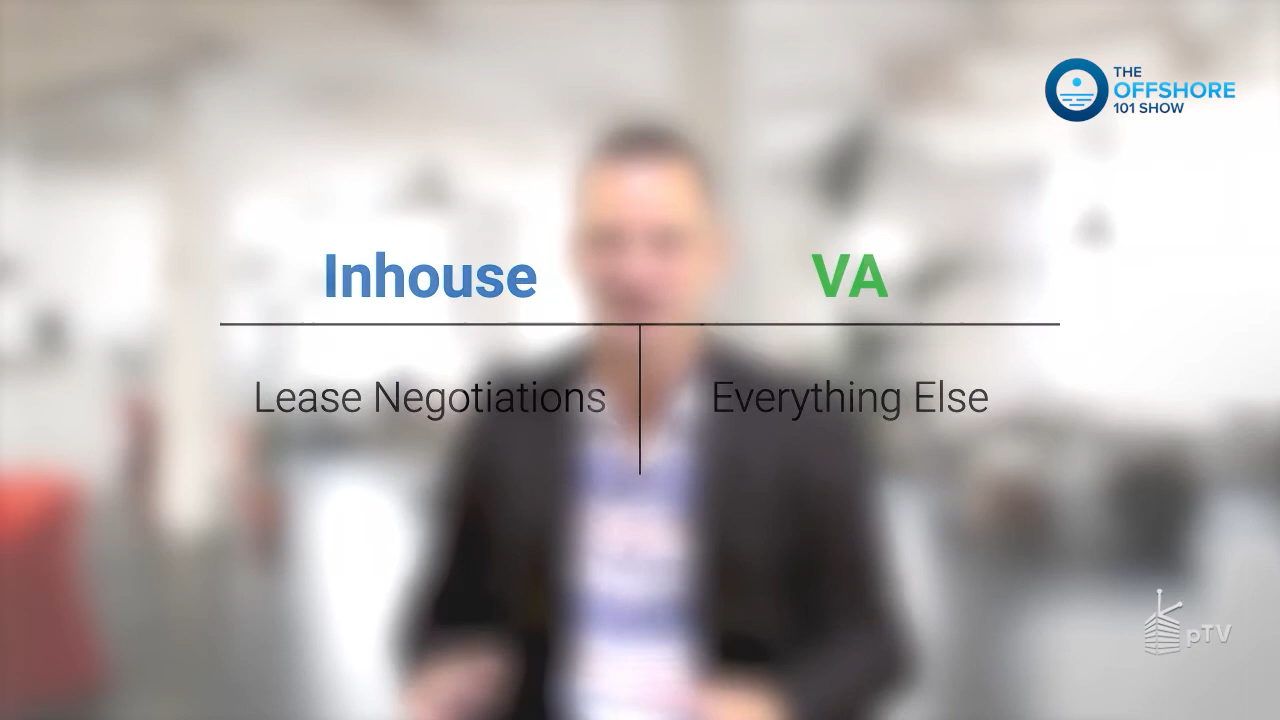 THE
OFFSHORE
101 SHOW
Inhouse VA
Lease Negotiations Everything Else
pTV